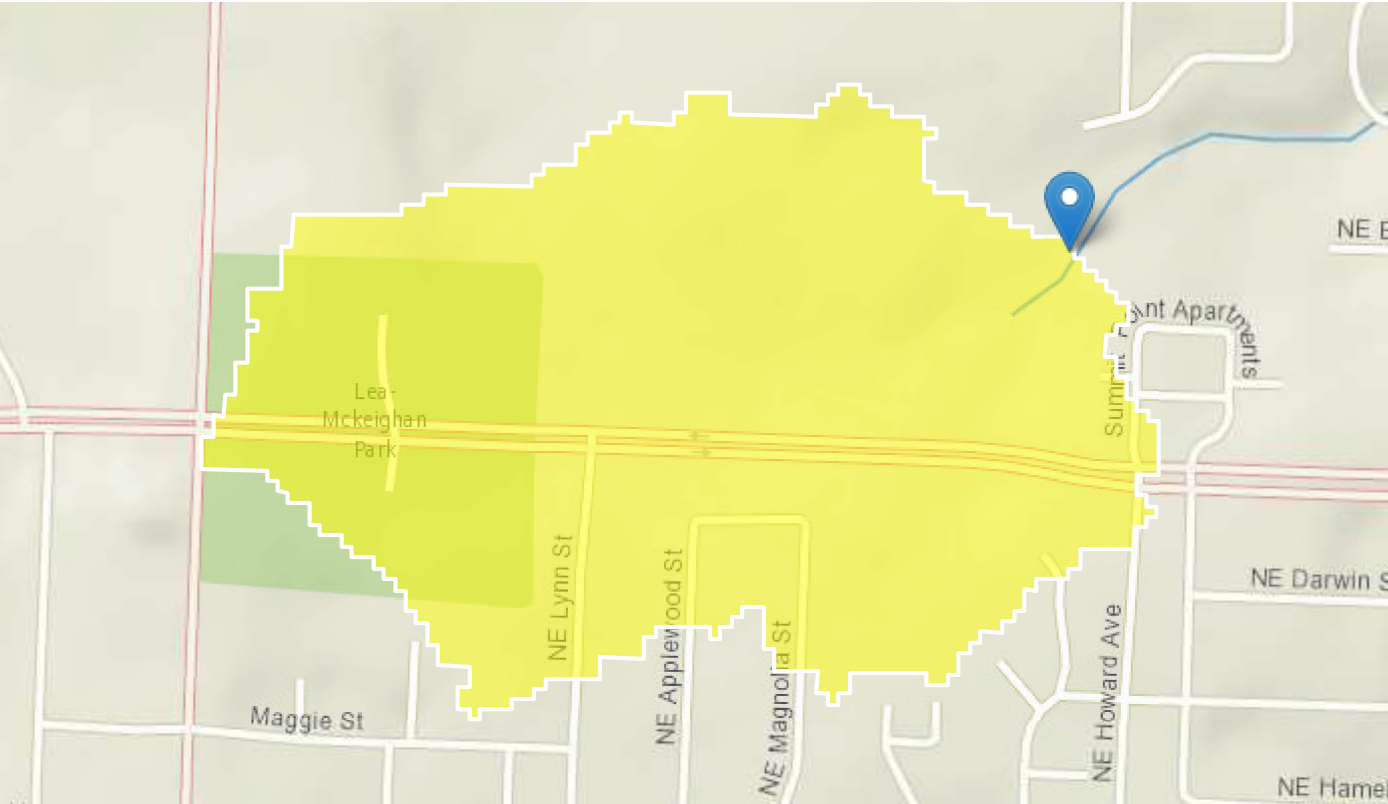 NE E
Summit Point Apartments
Lea-
Mckeighan
Park
NE Lynn St
NE Applewood St
NE Magnolia St
NE Darwin S
NE Howard Ave
Maggie St
NE Hamel